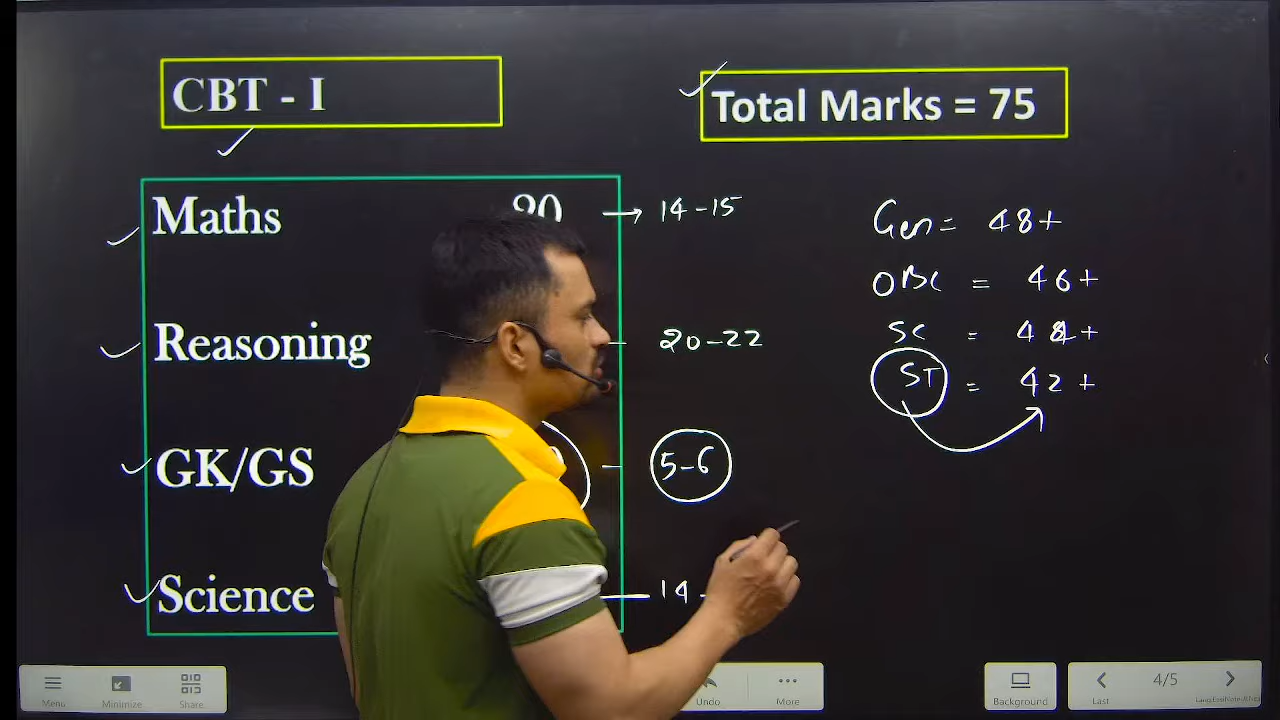 CBT - I
Total Marks = 75
Maths 20 → 14-15
Reasoning - 20-22
GK/GS - 5-6
Science — 14-
Gen = 48+
OBC = 46+
SC = 44+
ST = 42+
Menu
Minimize
Share
Undo
More
Background
Last
4/5